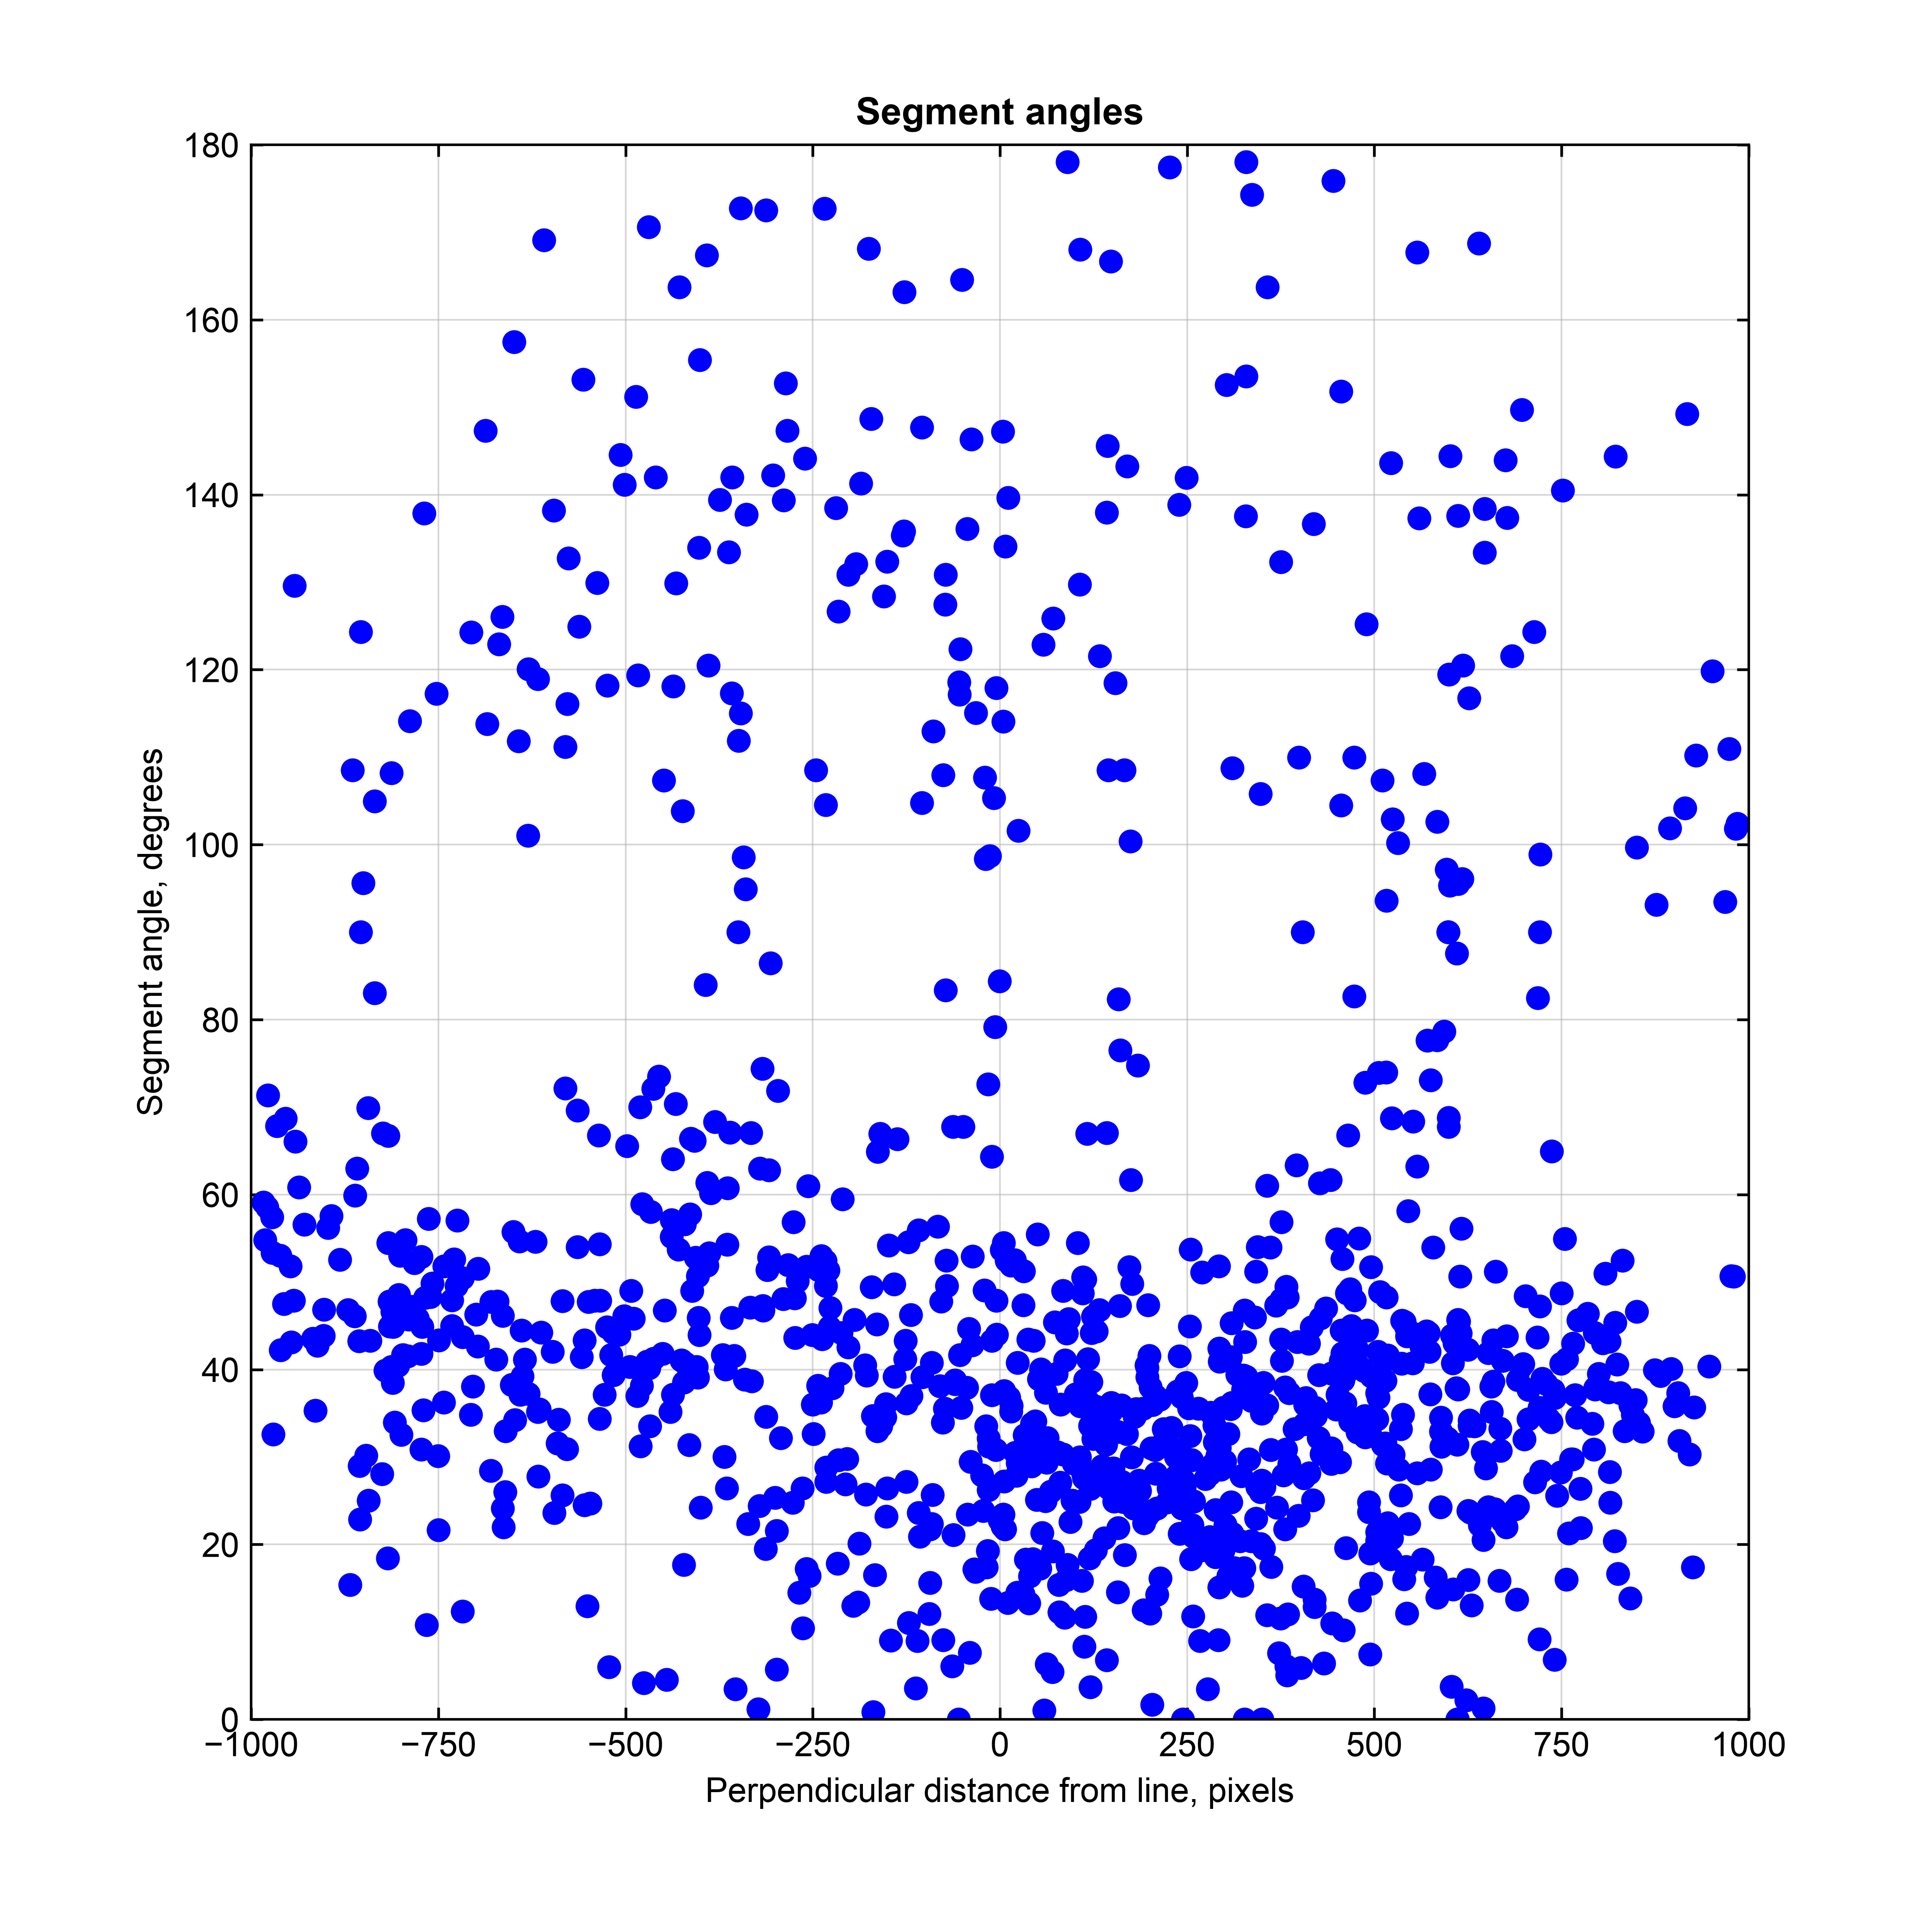 Segment angles
180
160
140
120
100
80
60
40
20
0
Segment angle, degrees
−1000 −750 −500 −250 0 250 500 750 1000
Perpendicular distance from line, pixels